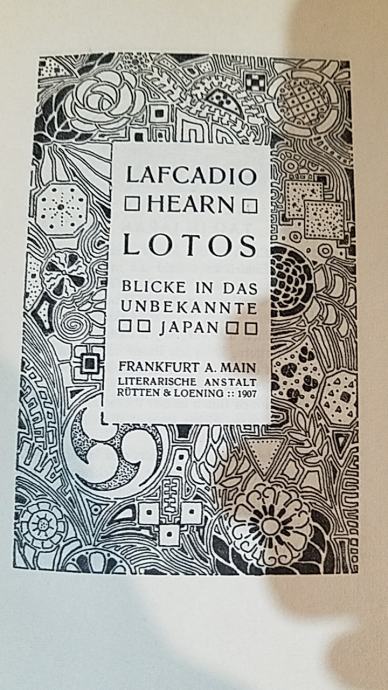 LAFCADIO
□ HEARN □
LOTOS
BLICKE IN DAS
UNBEKANNTE
□□ JAPAN □□
FRANKFURT A. MAIN
LITERARISCHE ANSTALT
RÜTTEN & LOENING :: 1907